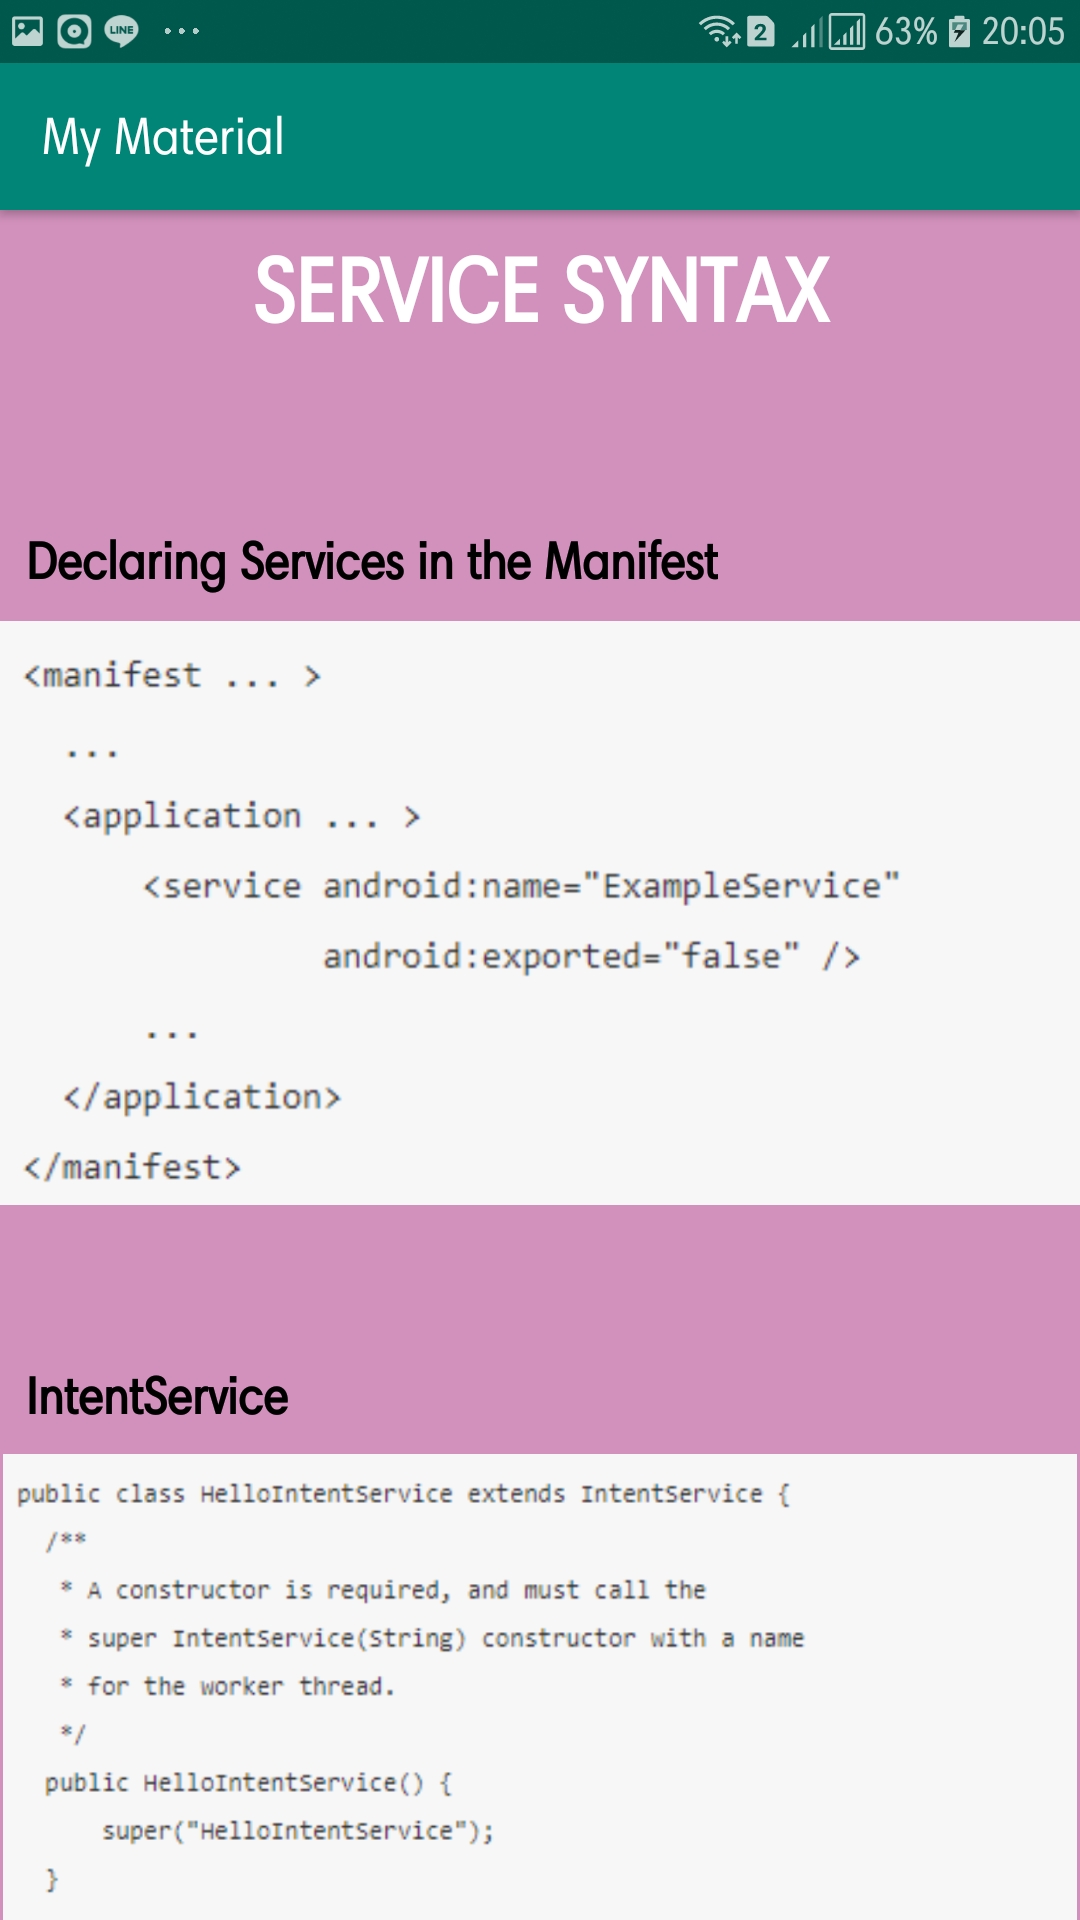 LINE 2 63% 20:05
My Material
SERVICE SYNTAX
Declaring Services in the Manifest
<manifest ... >
  ...
  <application ... >
      <service android:name="ExampleService"
               android:exported="false" />
      ...
  </application>
</manifest>
IntentService
public class HelloIntentService extends IntentService {
  /**
   * A constructor is required, and must call the
   * super IntentService(String) constructor with a name
   * for the worker thread.
   */
  public HelloIntentService() {
      super("HelloIntentService");
  }